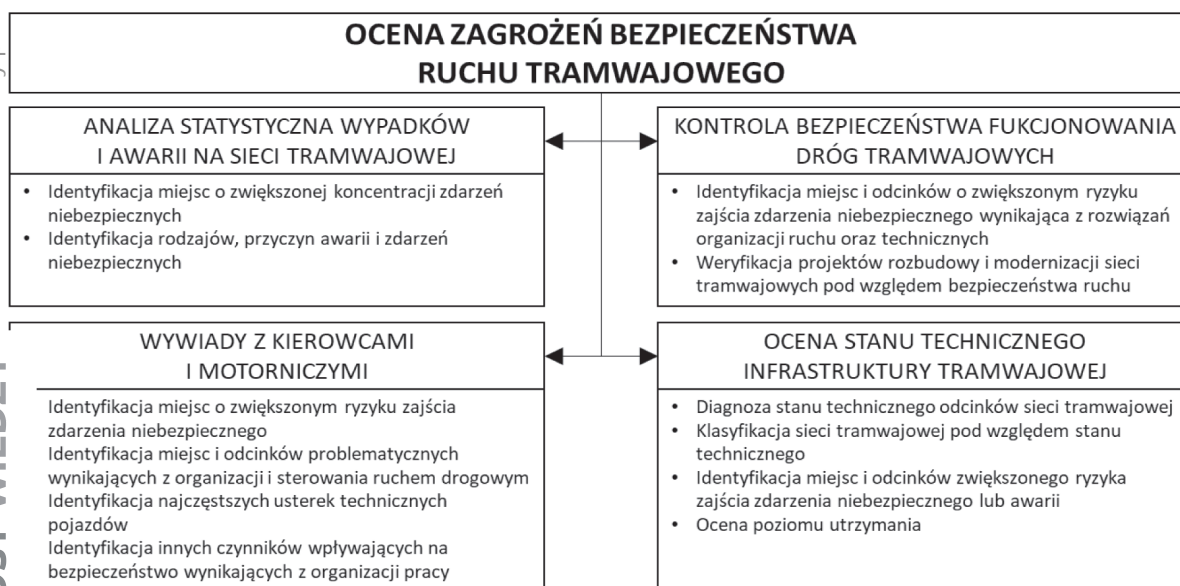 OCENA ZAGROŻEŃ BEZPIECZEŃSTWA
RUCHU TRAMWAJOWEGO
ANALIZA STATYSTYCZNA WYPADKÓW
I AWARII NA SIECI TRAMWAJOWEJ
• Identyfikacja miejsc o zwiększonej koncentracji zdarzeń
niebezpiecznych
• Identyfikacja rodzajów, przyczyn awarii i zdarzeń
niebezpiecznych
KONTROLA BEZPIECZEŃSTWA FUKCJONOWANIA
DRÓG TRAMWAJOWYCH
• Identyfikacja miejsc i odcinków o zwiększonym ryzyku
zajścia zdarzenia niebezpiecznego wynikająca z rozwiązań
organizacji ruchu oraz technicznych
• Weryfikacja projektów rozbudowy i modernizacji sieci
tramwajowych pod względem bezpieczeństwa ruchu
WYWIADY Z KIEROWCAMI
I MOTORNICZYMI
Identyfikacja miejsc o zwiększonym ryzyku zajścia
zdarzenia niebezpiecznego
Identyfikacja miejsc i odcinków problematycznych
wynikających z organizacji i sterowania ruchem drogowym
Identyfikacja najczęstszych usterek technicznych
pojazdów
Identyfikacja innych czynników wpływających na
bezpieczeństwo wynikających z organizacji pracy
OCENA STANU TECHNICZNEGO
INFRASTRUKTURY TRAMWAJOWEJ
• Diagnoza stanu technicznego odcinków sieci tramwajowej
• Klasyfikacja sieci tramwajowej pod względem stanu
technicznego
• Identyfikacja miejsc i odcinków zwiększonego ryzyka
zajścia zdarzenia niebezpiecznego lub awarii
• Ocena poziomu utrzymania